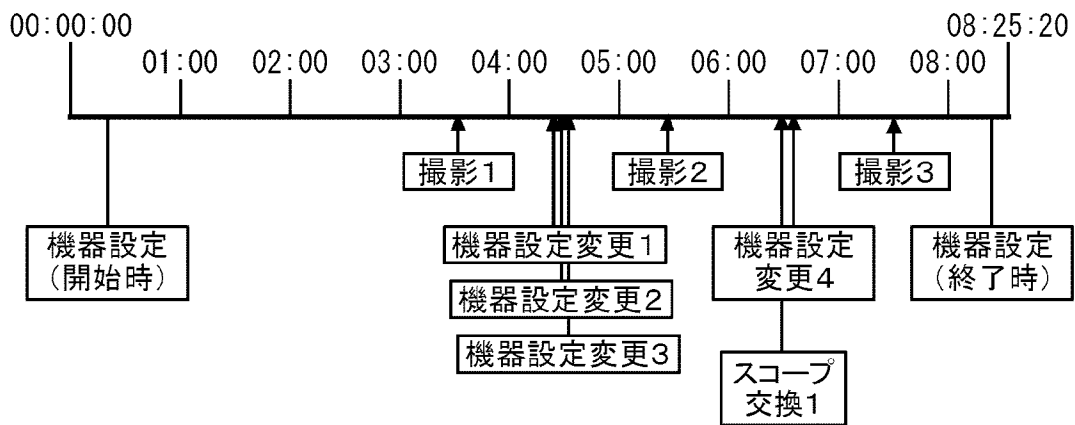 00:00:00
08:25:20
01:00
02:00
03:00
04:00
05:00
06:00
07:00
08:00
撮影1
撮影2
撮影3
機器設定
(開始時)
機器設定変更1
機器設定変更2
機器設定変更3
機器設定
変更4
スコープ
交換1
機器設定
(終了時)